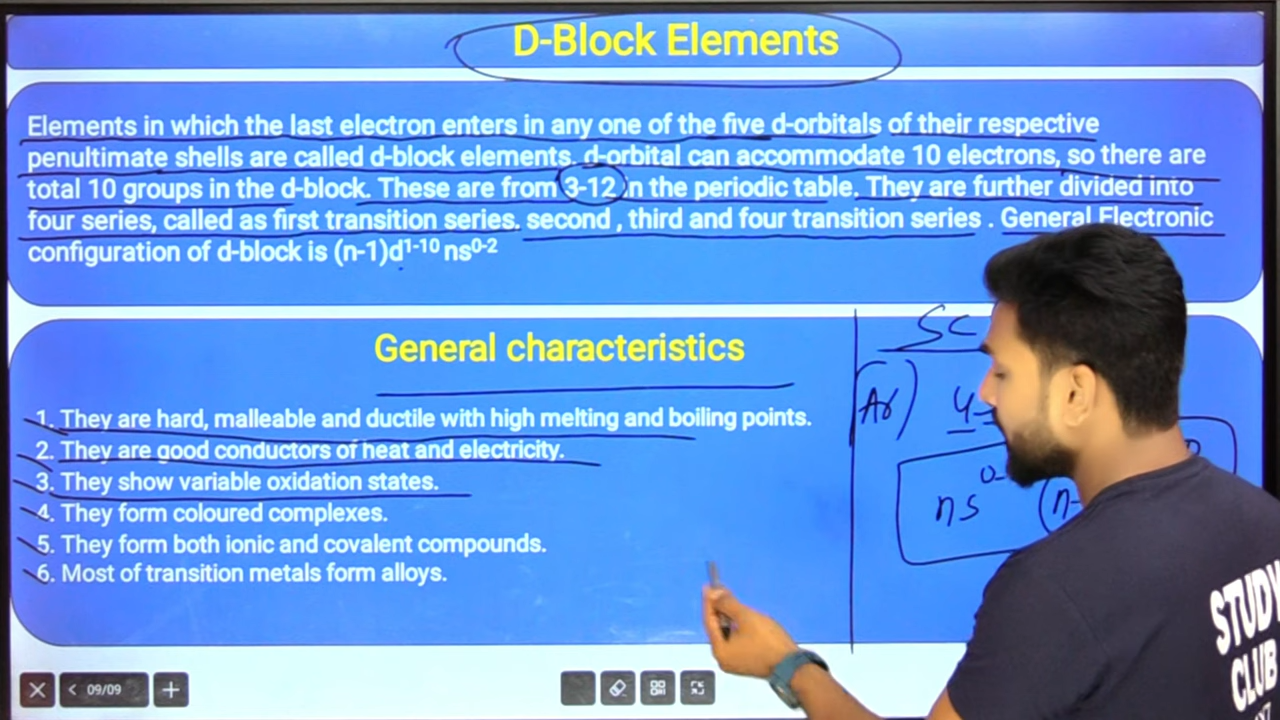 D-Block Elements
Elements in which the last electron enters in any one of the five d-orbitals of their respective
penultimate shells are called d-block elements. d-orbital can accommodate 10 electrons, so there are
total 10 groups in the d-block. These are from 3-12 in the periodic table. They are further divided into
four series, called as first transition series. second , third and four transition series . General Electronic
configuration of d-block is (n-1)d¹⁻¹⁰ ns⁰⁻²
General characteristics
1. They are hard, malleable and ductile with high melting and boiling points.
2. They are good conductors of heat and electricity.
3. They show variable oxidation states.
4. They form coloured complexes.
5. They form both ionic and covalent compounds.
6. Most of transition metals form alloys.
Sc
(Ar) 4
ns⁰⁻ (n-
09/09
STUDY
CLUB